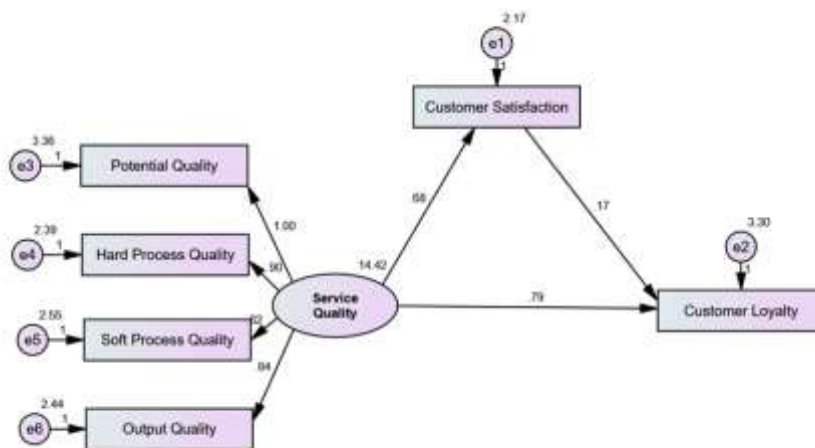 2.17
e1
1
Customer Satisfaction
3.36
e3
1
Potential Quality
.68
.17
1.00
2.39
e4
1
Hard Process Quality
.90
14.42
3.30
e2
1
Service
Quality
.79
Customer Loyalty
2.55
e5
1
Soft Process Quality
.84
2.44
e6
1
Output Quality